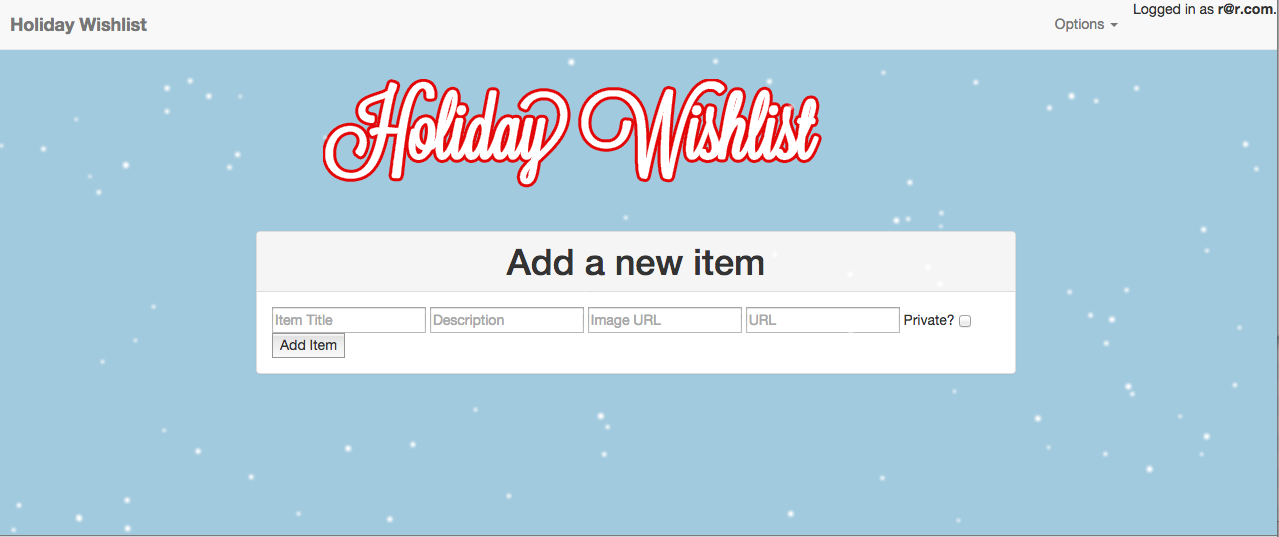 Logged in as r@r.com.
Holiday Wishlist
Options
Holiday Wishlist
Add a new item
Item Title Description Image URL URL Private?
Add Item